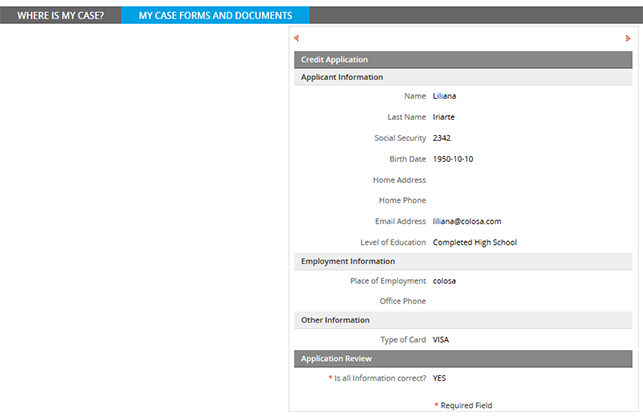 WHERE IS MY CASE? MY CASE FORMS AND DOCUMENTS
Credit Application
Applicant Information
Name Liliana
Last Name Iriarte
Social Security 2342
Birth Date 1950-10-10
Home Address
Home Phone
Email Address liliana@colosa.com
Level of Education Completed High School
Employment Information
Place of Employment colosa
Office Phone
Other Information
Type of Card VISA
Application Review
* Is all Information correct? YES
* Required Field